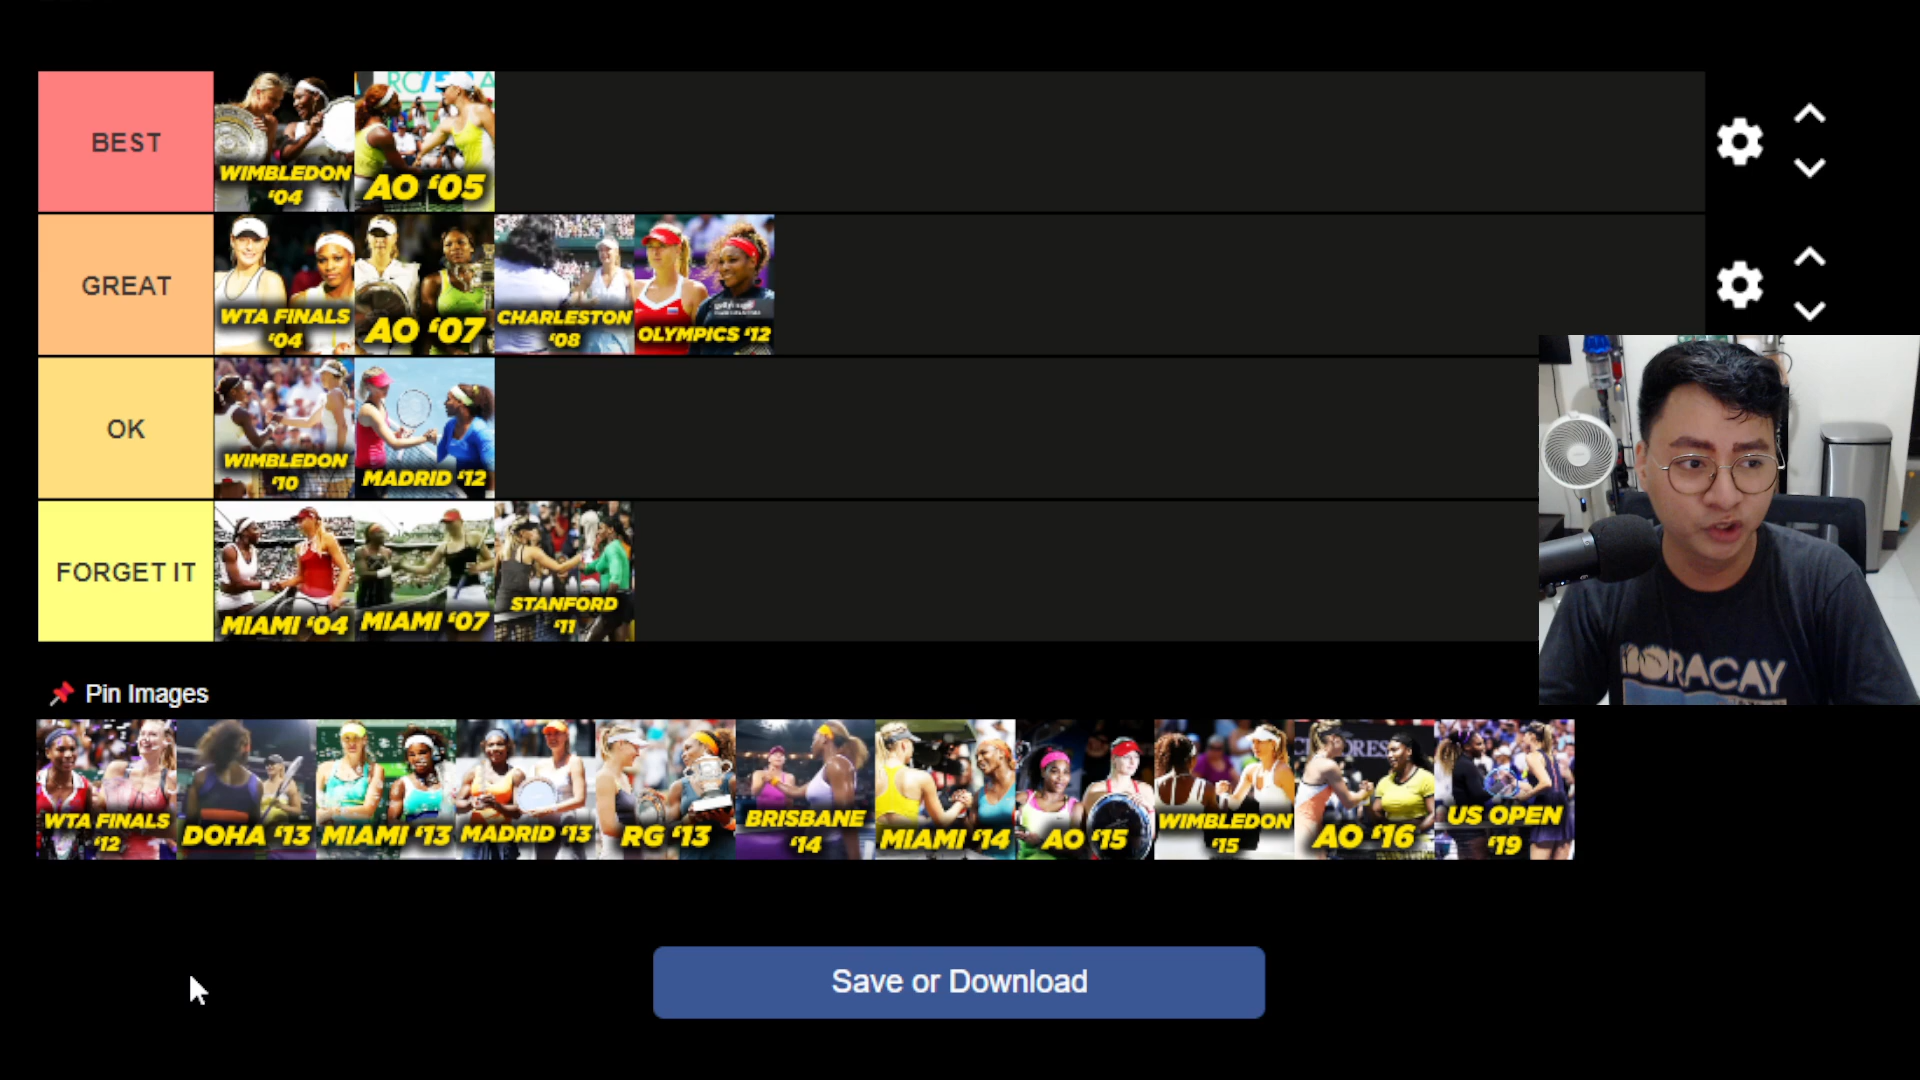 BEST
WIMBLEDON
‘04
AO ‘05
GREAT
WTA FINALS
‘04
AO ‘07
CHARLESTON
‘08
OLYMPICS ‘12
OK
WIMBLEDON
‘10
MADRID ‘12
FORGET IT
MIAMI ‘04
MIAMI ‘07
STANFORD
‘11
BORACAY
Pin Images
WTA FINALS
‘12
DOHA ‘13
MIAMI ‘13
MADRID ‘13
RG ‘13
BRISBANE
‘14
MIAMI ‘14
AO ‘15
WIMBLEDON
‘15
AO ‘16
US OPEN
‘19
Save or Download